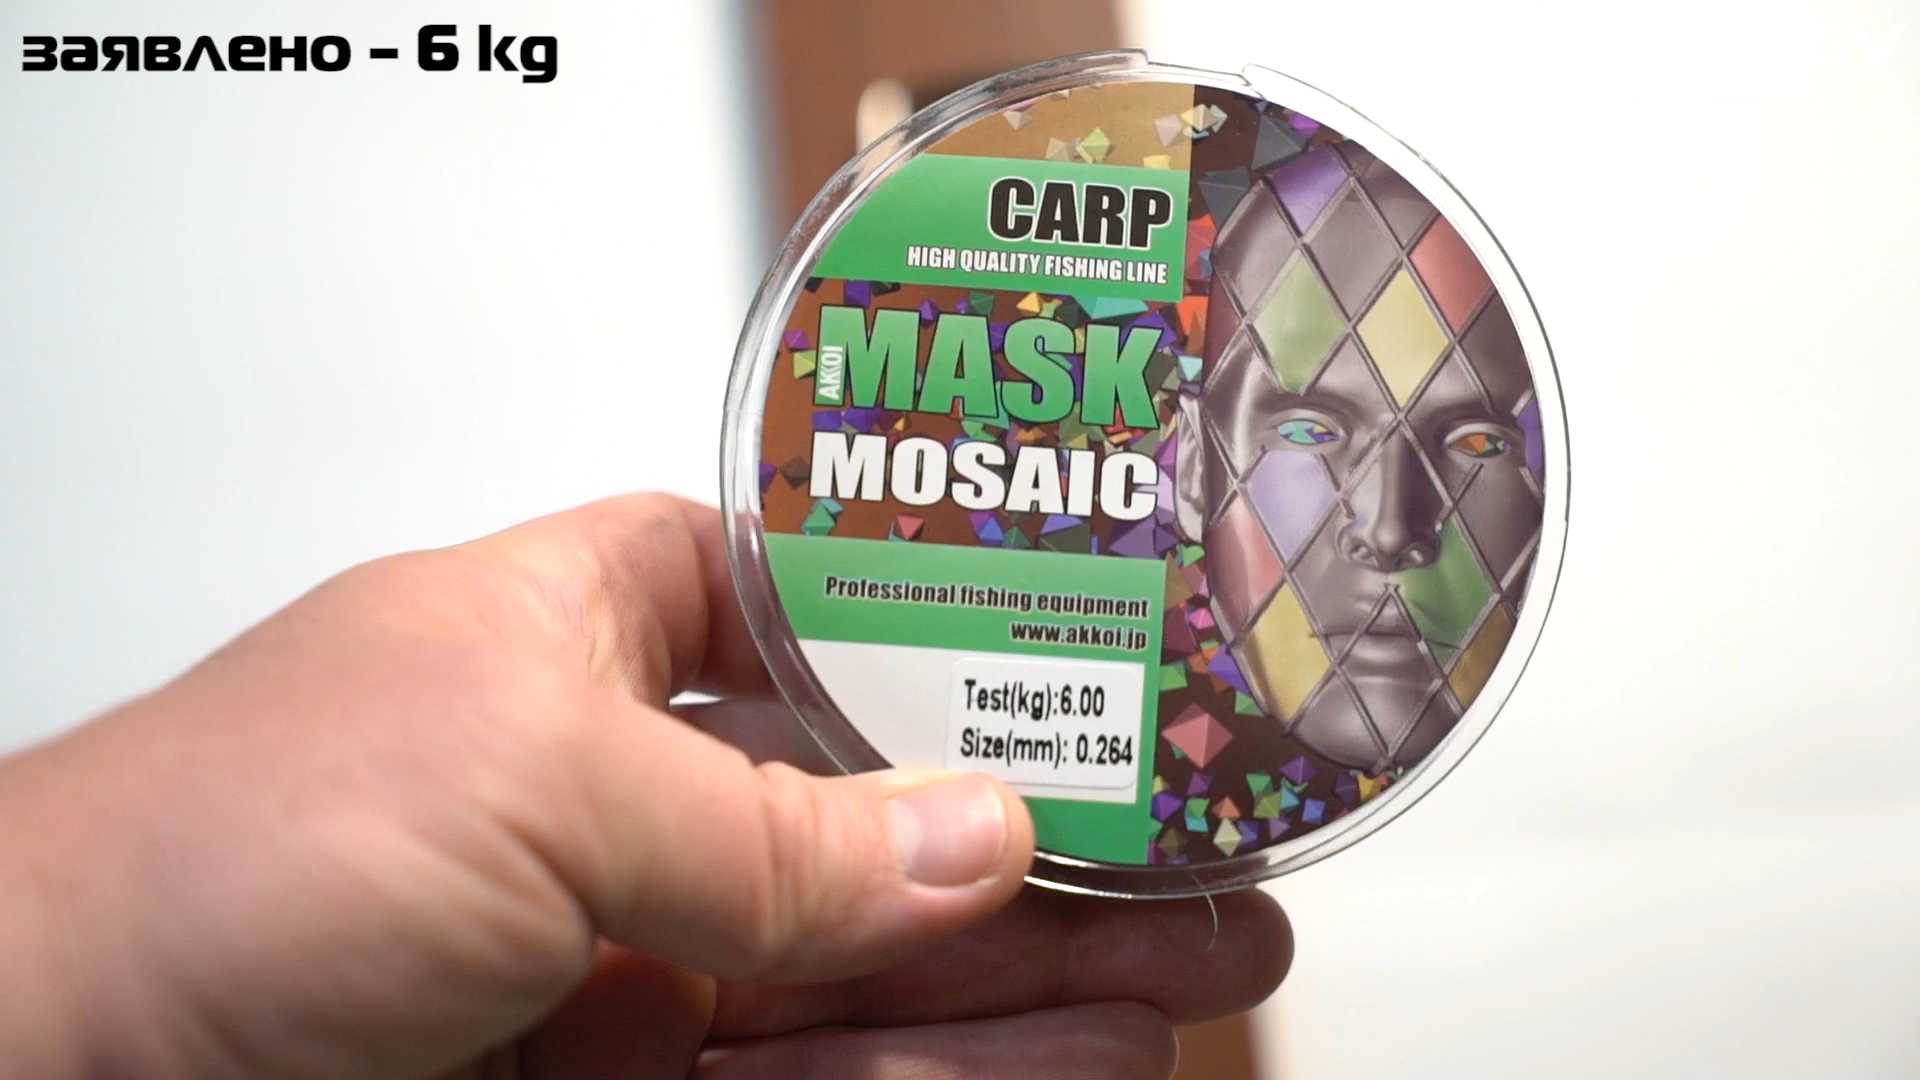 заявлено - 6 kg
CARP
HIGH QUALITY FISHING LINE
AKKOI
MASK
MOSAIC
Professional fishing equipment
www.akkoi.jp
Test(kg):6.00
Size(mm): 0.264